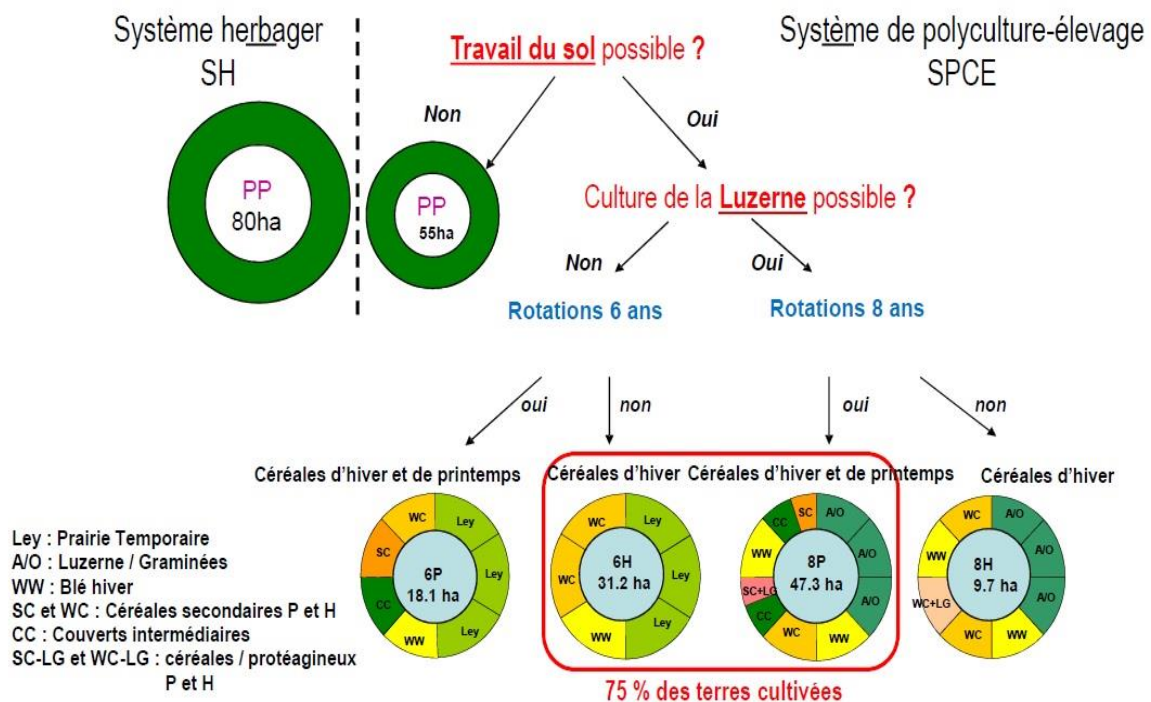 Système herbager
SH
Travail du sol possible ?
Système de polyculture-élevage
SPCE
Non
Oui
PP
80ha
PP
55ha
Culture de la Luzerne possible ?
Non
Oui
Rotations 6 ans
Rotations 8 ans
oui
non
oui
non
Céréales d'hiver et de printemps
Céréales d'hiver
Céréales d'hiver et de printemps
Céréales d'hiver
WC
Ley
SC
Ley
CC
Ley
WW
6P
18.1 ha
WC
Ley
WC
Ley
WW
Ley
6H
31.2 ha
CC
SC
A/O
WW
A/O
SC+LG
A/O
CC
WC
WW
8P
47.3 ha
WC
A/O
WW
A/O
WC+LG
A/O
WC
WW
8H
9.7 ha
Ley : Prairie Temporaire
A/O : Luzerne / Graminées
WW : Blé hiver
SC et WC : Céréales secondaires P et H
CC : Couverts intermédiaires
SC-LG et WC-LG : céréales / protéagineux
P et H
75 % des terres cultivées